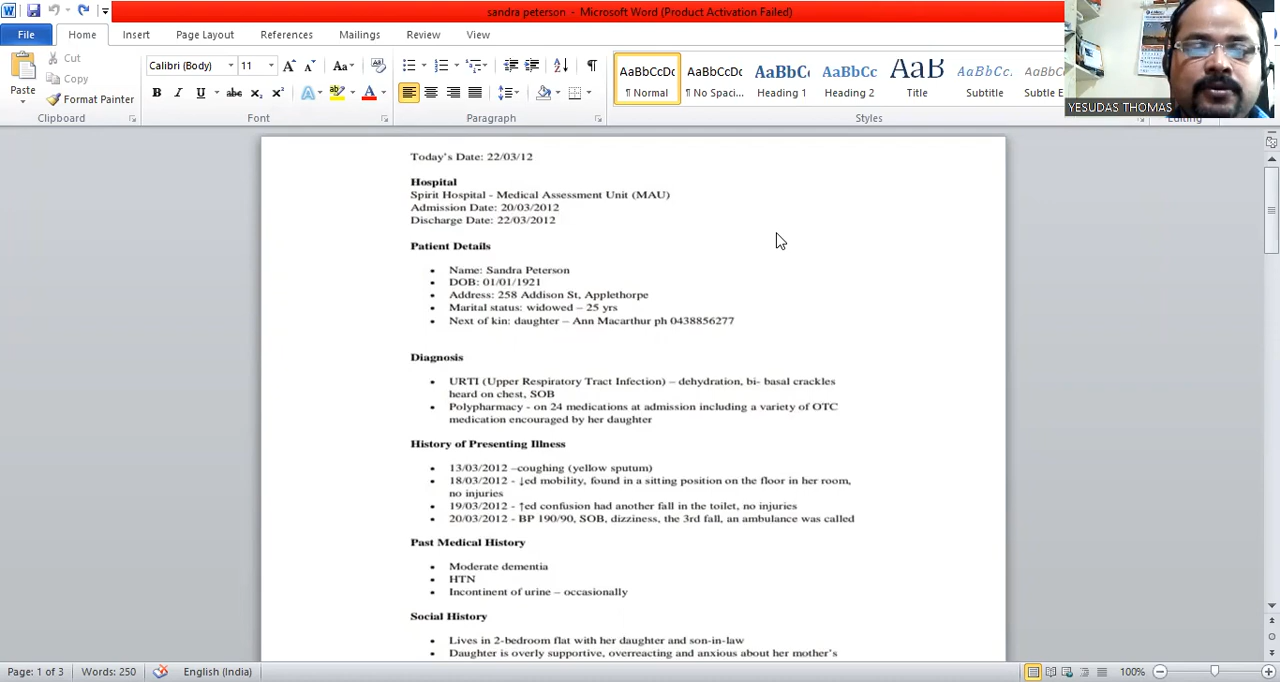 sandra peterson - Microsoft Word (Product Activation Failed)
File Home Insert Page Layout References Mailings Review View
Cut
Copy
Format Painter
Paste
Calibri (Body) 11
AaBbCcDc AaBbCcDc AaBbC AaBbCc AaB AaBbCc. AaBbCc
¶ Normal ¶ No Spaci... Heading 1 Heading 2 Title Subtitle Subtle E
Clipboard Font Paragraph Styles Editing
YESUDAS THOMAS
Today's Date: 22/03/12
Hospital
Spirit Hospital - Medical Assessment Unit (MAU)
Admission Date: 20/03/2012
Discharge Date: 22/03/2012
Patient Details
• Name: Sandra Peterson
• DOB: 01/01/1921
• Address: 258 Addison St, Applethorpe
• Marital status: widowed – 25 yrs
• Next of kin: daughter – Ann Macarthur ph 0438856277
Diagnosis
• URTI (Upper Respiratory Tract Infection) – dehydration, bi- basal crackles
heard on chest, SOB
• Polypharmacy - on 24 medications at admission including a variety of OTC
medication encouraged by her daughter
History of Presenting Illness
• 13/03/2012 –coughing (yellow sputum)
• 18/03/2012 - ↓ed mobility, found in a sitting position on the floor in her room,
no injuries
• 19/03/2012 - ↑ed confusion had another fall in the toilet, no injuries
• 20/03/2012 - BP 190/90, SOB, dizziness, the 3rd fall, an ambulance was called
Past Medical History
• Moderate dementia
• HTN
• Incontinent of urine – occasionally
Social History
• Lives in 2-bedroom flat with her daughter and son-in-law
• Daughter is overly supportive, overreacting and anxious about her mother's
Page: 1 of 3 Words: 250 English (India) 100%